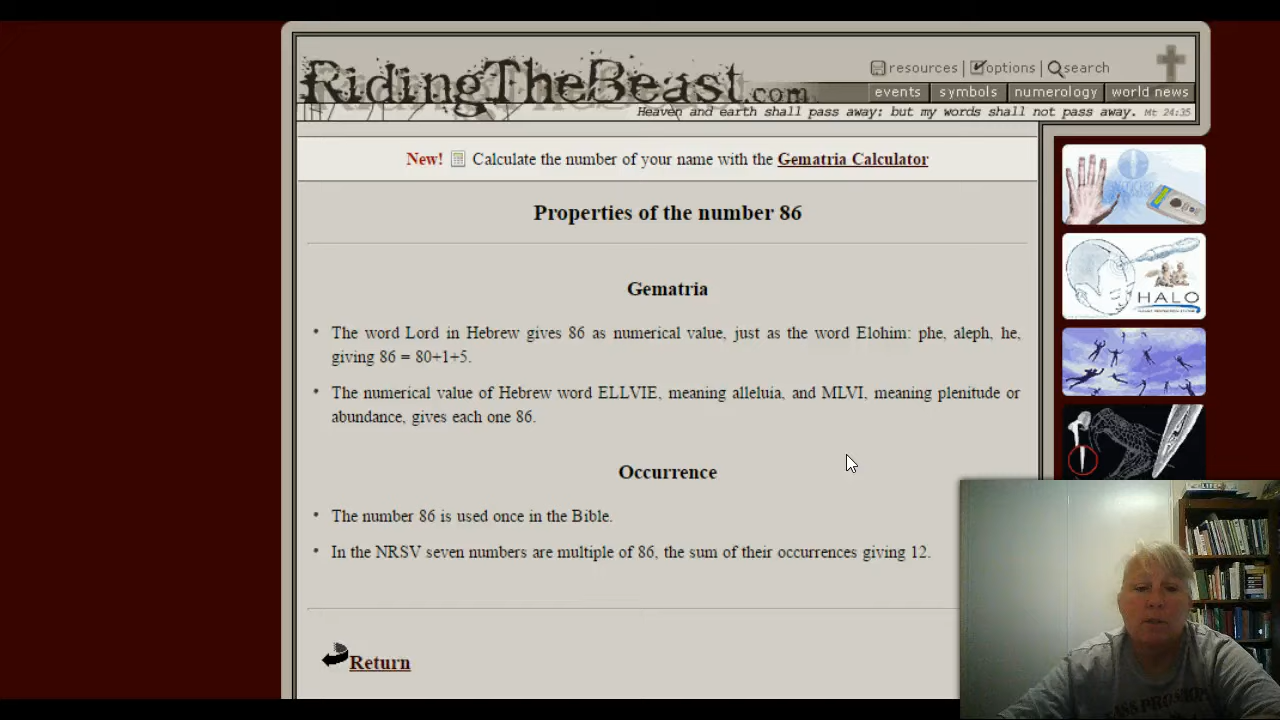 RidingTheBeast.com
resources | options | search
events symbols numerology world news
Heaven and earth shall pass away: but my words shall not pass away. Mt 24:35
New! Calculate the number of your name with the Gematria Calculator
Properties of the number 86
Gematria
• The word Lord in Hebrew gives 86 as numerical value, just as the word Elohim: phe, aleph, he,
giving 86 = 80+1+5.
• The numerical value of Hebrew word ELLVIE, meaning alleluia, and MLVI, meaning plenitude or
abundance, gives each one 86.
HALO
Occurrence
• The number 86 is used once in the Bible.
• In the NRSV seven numbers are multiple of 86, the sum of their occurrences giving 12.
Return